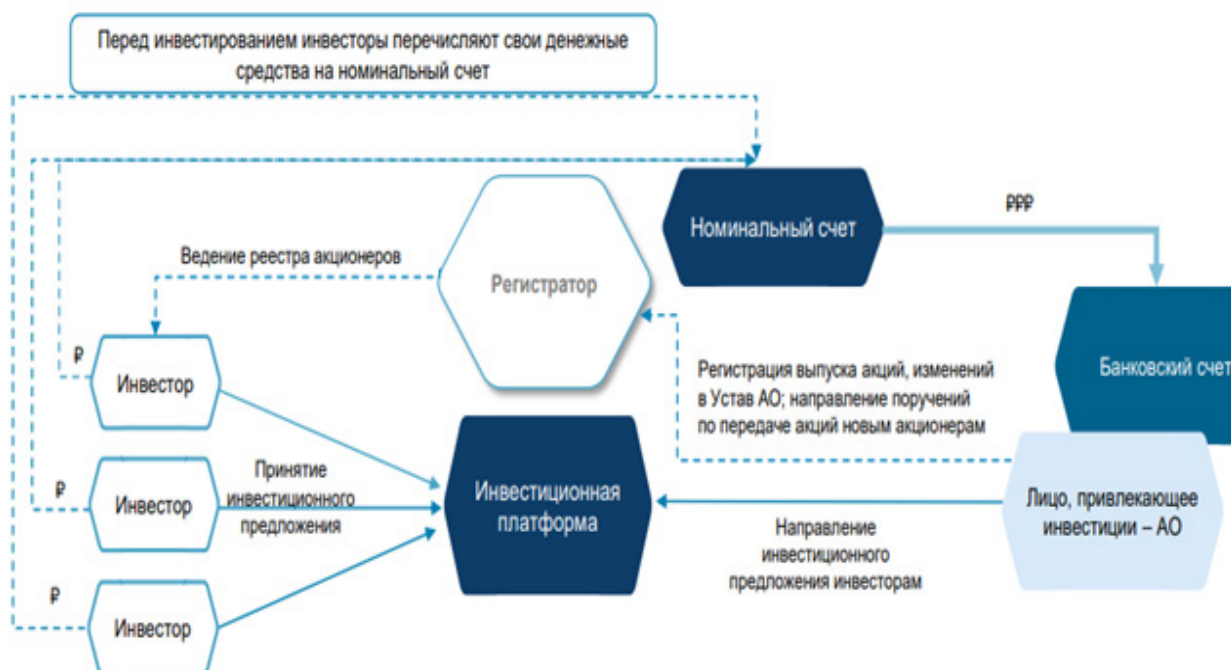 Перед инвестированием инвесторы перечисляют свои денежные
средства на номинальный счет
Номинальный счет
₽₽₽
Ведение реестра акционеров
Регистратор
₽
Инвестор
Регистрация выпуска акций, изменений
в Устав АО; направление поручений
по передаче акций новым акционерам
Банковский счет
₽
Инвестор
Принятие
инвестиционного
предложения
Инвестиционная
платформа
Лицо, привлекающее
инвестиции – АО
Направление
инвестиционного
предложения инвесторам
₽
Инвестор